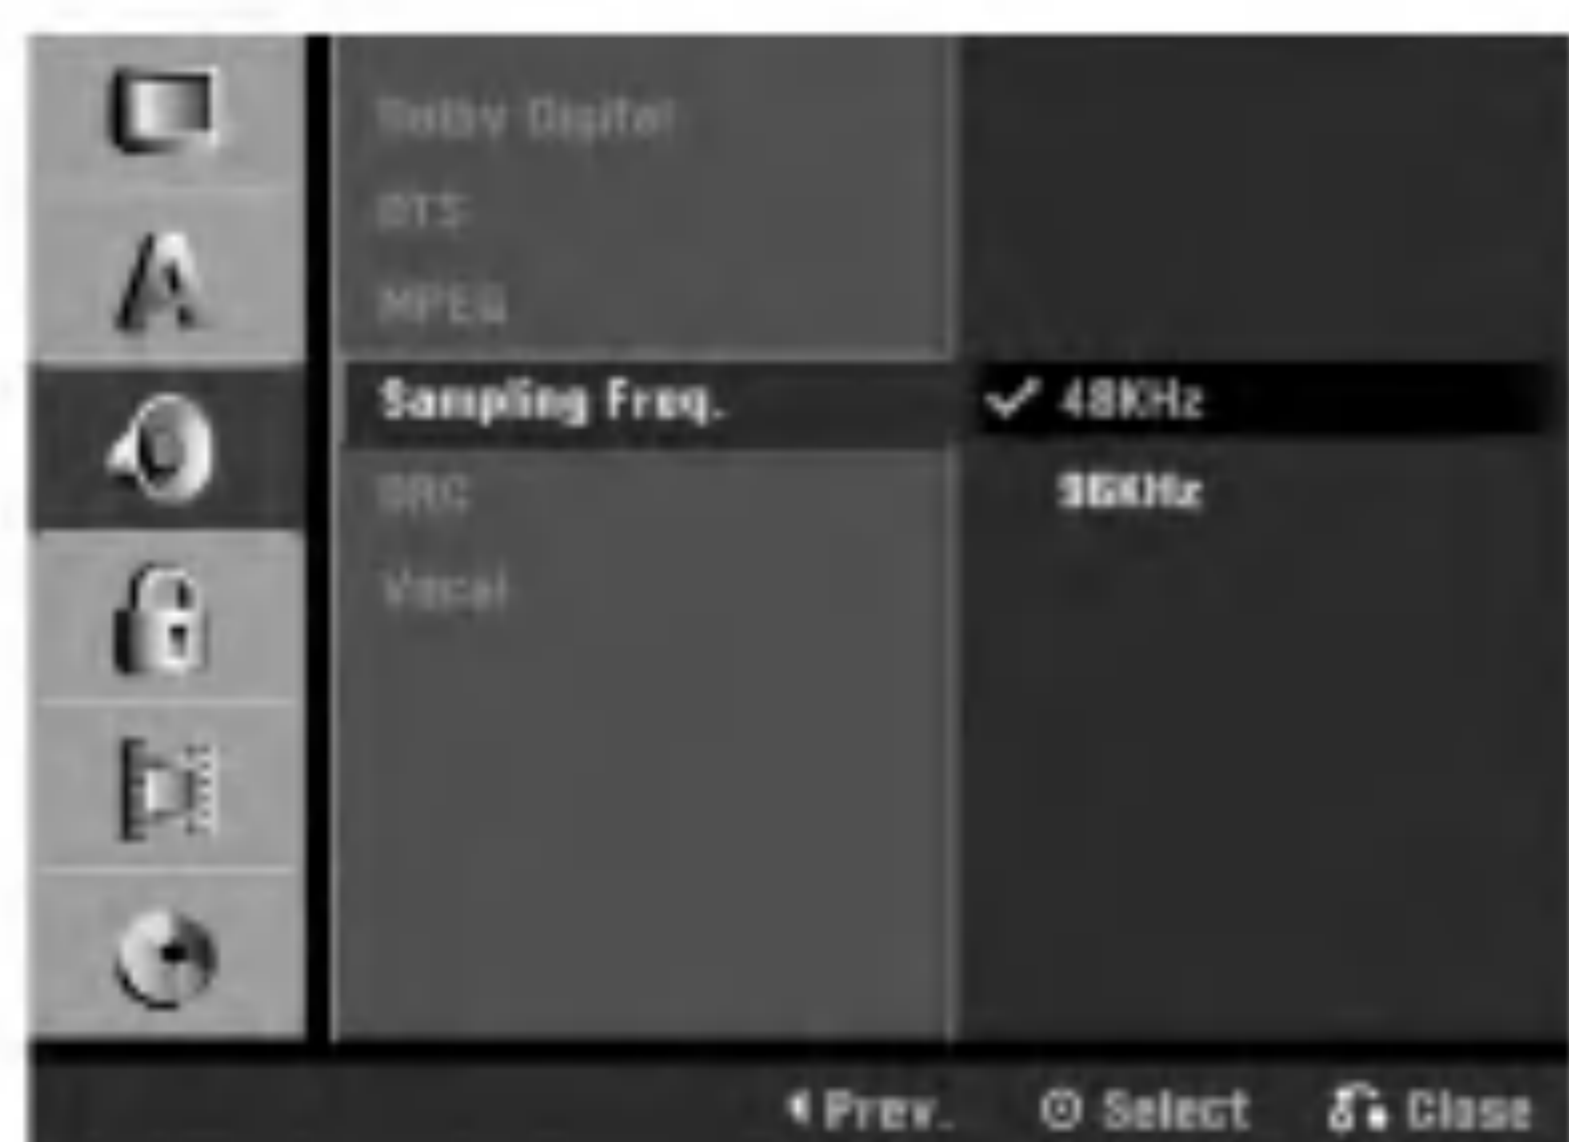 Dolby Digital
DTS
MPEG
Sampling Freq.
48KHz
96KHz
DRC
Vocal
Prev. Select Close